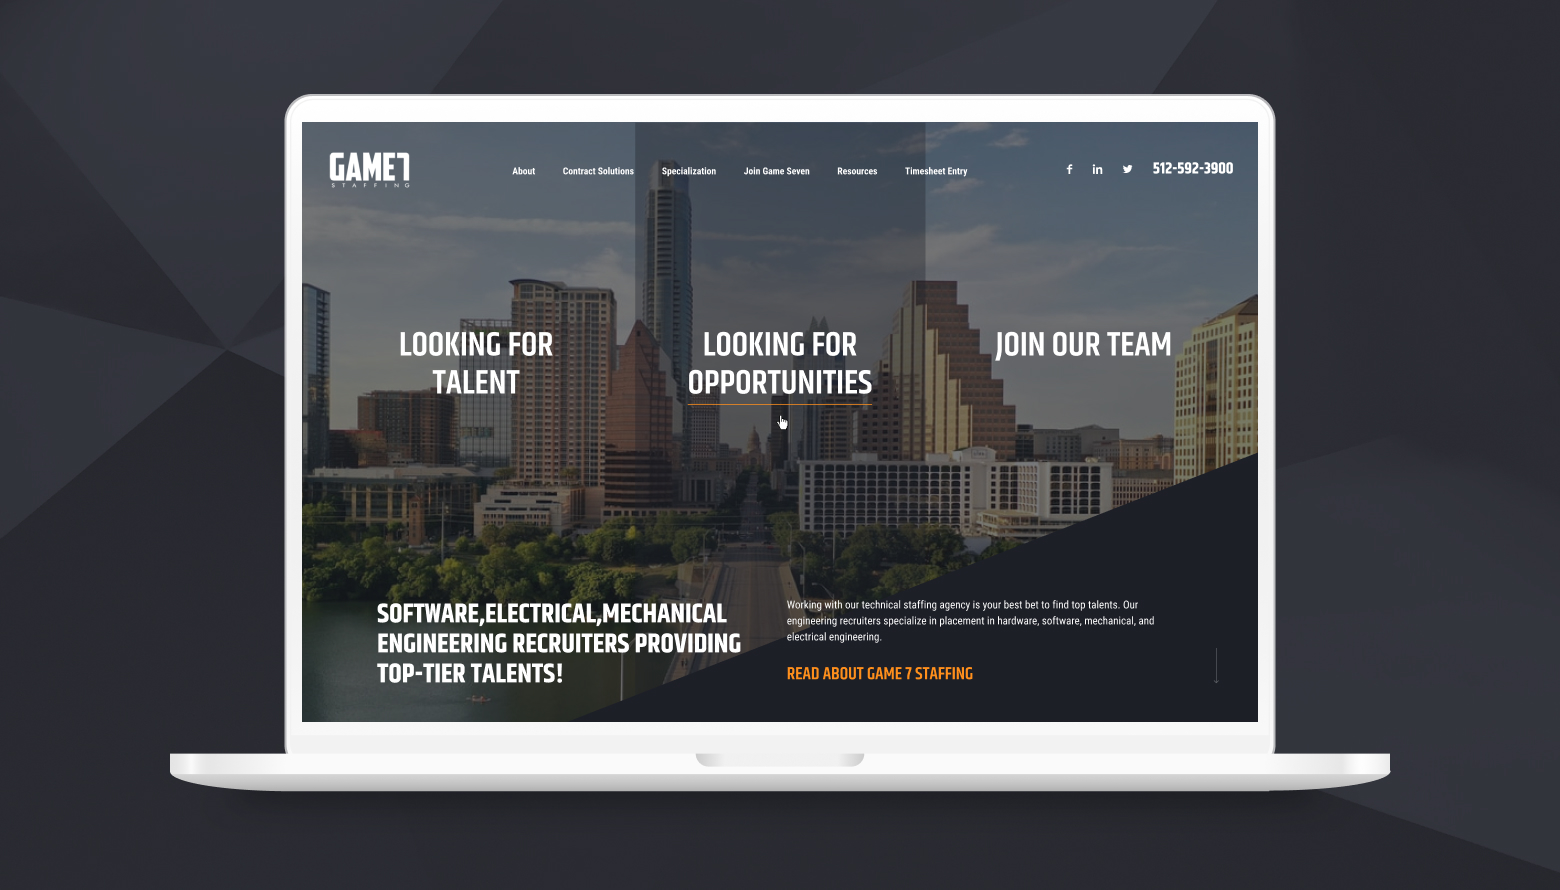 GAME7
STAFFING
About
Contract Solutions
Specialization
Join Game Seven
Resources
Timesheet Entry
f
in
512-592-3900
LOOKING FOR
TALENT
LOOKING FOR
OPPORTUNITIES
JOIN OUR TEAM
SOFTWARE,ELECTRICAL,MECHANICAL
ENGINEERING RECRUITERS PROVIDING
TOP-TIER TALENTS!
Working with our technical staffing agency is your best bet to find top talents. Our
engineering recruiters specialize in placement in hardware, software, mechanical, and
electrical engineering.
READ ABOUT GAME 7 STAFFING